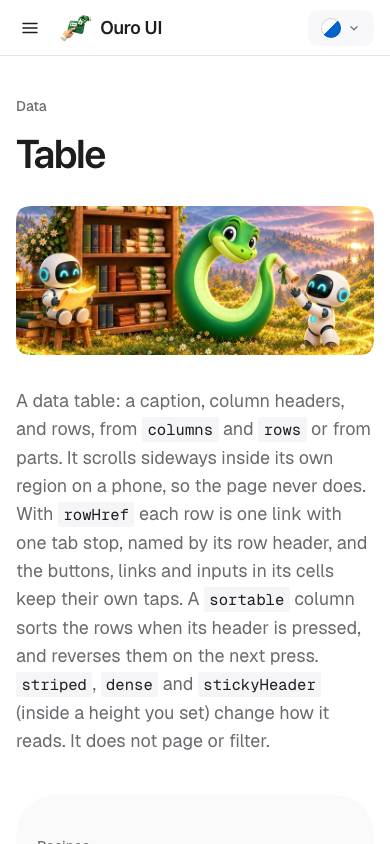 Ouro UI
Data
Table
A data table: a caption, column headers,
and rows, from columns and rows or from
parts. It scrolls sideways inside its own
region on a phone, so the page never does.
With rowHref each row is one link with
one tab stop, named by its row header, and
the buttons, links and inputs in its cells
keep their own taps. A sortable column
sorts the rows when its header is pressed,
and reverses them on the next press.
striped, dense and stickyHeader
(inside a height you set) change how it
reads. It does not page or filter.